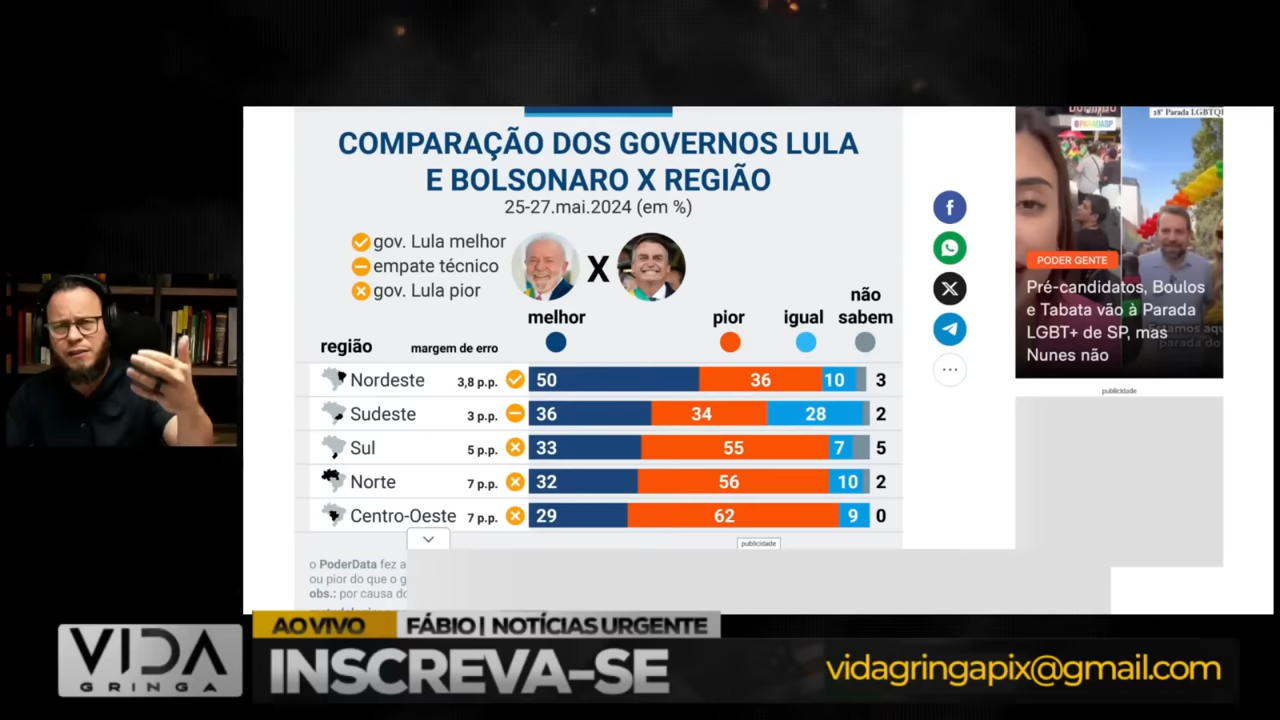 COMPARAÇÃO DOS GOVERNOS LULA
E BOLSONARO X REGIÃO
25-27.mai.2024 (em %)
gov. Lula melhor
empate técnico
gov. Lula pior
X
região
margem de erro
melhor
pior
igual
não
sabem
Nordeste 3,8 p.p. 50 36 10 3
Sudeste 3 p.p. 36 34 28 2
Sul 5 p.p. 33 55 7 5
Norte 7 p.p. 32 56 10 2
Centro-Oeste 7 p.p. 29 62 9 0
publicidade
o PoderData fez a
ou pior do que o g
obs.: por causa do
@PARADASP
18º Parada LGBTQI
PODER GENTE
Pré-candidatos, Boulos
e Tabata vão à Parada
LGBT+ de SP, mas
Nunes não
publicidade
AO VIVO
FÁBIO | NOTÍCIAS URGENTE
VIDA
GRINGA
INSCREVA-SE
vidagringapix@gmail.com